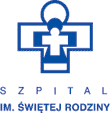 SZPITAL
IM. ŚWIĘTEJ RODZINY